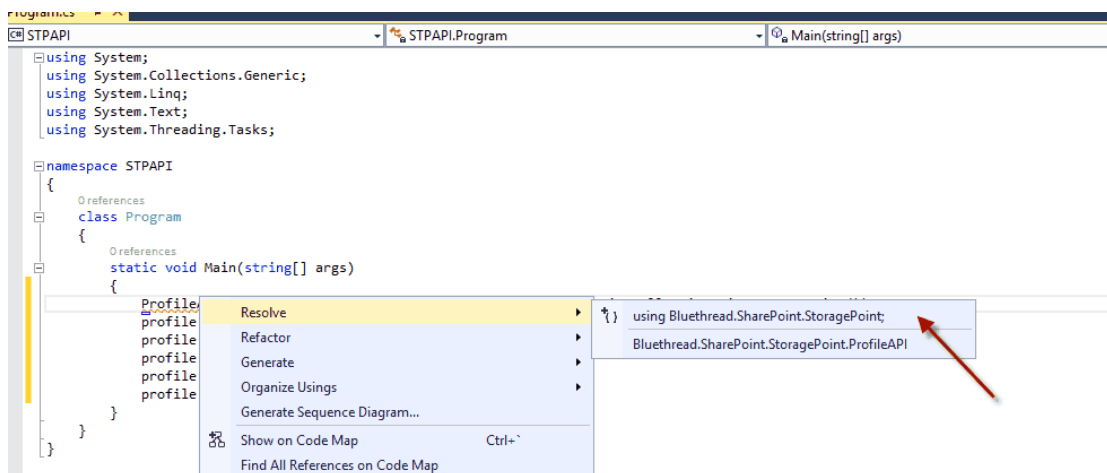 Program.cs
STPAPI STPAPI.Program Main(string[] args)
using System;
using System.Collections.Generic;
using System.Linq;
using System.Text;
using System.Threading.Tasks;
namespace STPAPI
{
0 references
class Program
{
0 references
static void Main(string[] args)
{
ProfileA
profile
profile
profile
profile
profile
}
}
}
Resolve
Refactor
Generate
Organize Usings
Generate Sequence Diagram...
Show on Code Map Ctrl+`
Find All References on Code Map
using Bluethread.SharePoint.StoragePoint;
Bluethread.SharePoint.StoragePoint.ProfileAPI